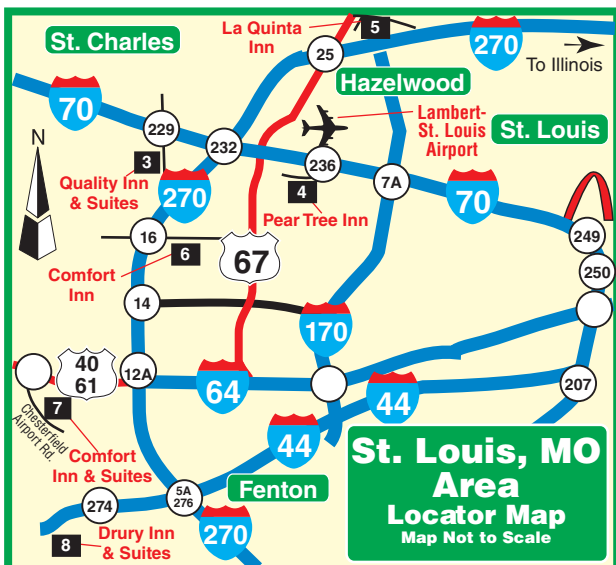 La Quinta
Inn
5
St. Charles
25
270
To Illinois
Hazelwood
70
Lambert-
St. Louis
Airport
St. Louis
N
229
232
236
3
Quality Inn
& Suites
270
4
Pear Tree Inn
7A
70
249
250
16
6
67
Comfort
Inn
14
170
40
61
12A
64
44
207
Chesterfield
Airport Rd.
7
Comfort
Inn & Suites
44
St. Louis, MO
Area
Locator Map
Map Not to Scale
5A
276
Fenton
274
270
8
Drury Inn
& Suites